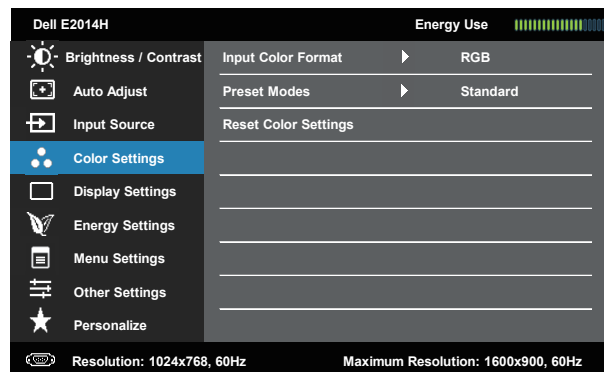 Dell E2014H Energy Use
Brightness / Contrast Input Color Format RGB
Auto Adjust Preset Modes Standard
Input Source Reset Color Settings
Color Settings
Display Settings
Energy Settings
Menu Settings
Other Settings
Personalize
Resolution: 1024x768, 60Hz Maximum Resolution: 1600x900, 60Hz